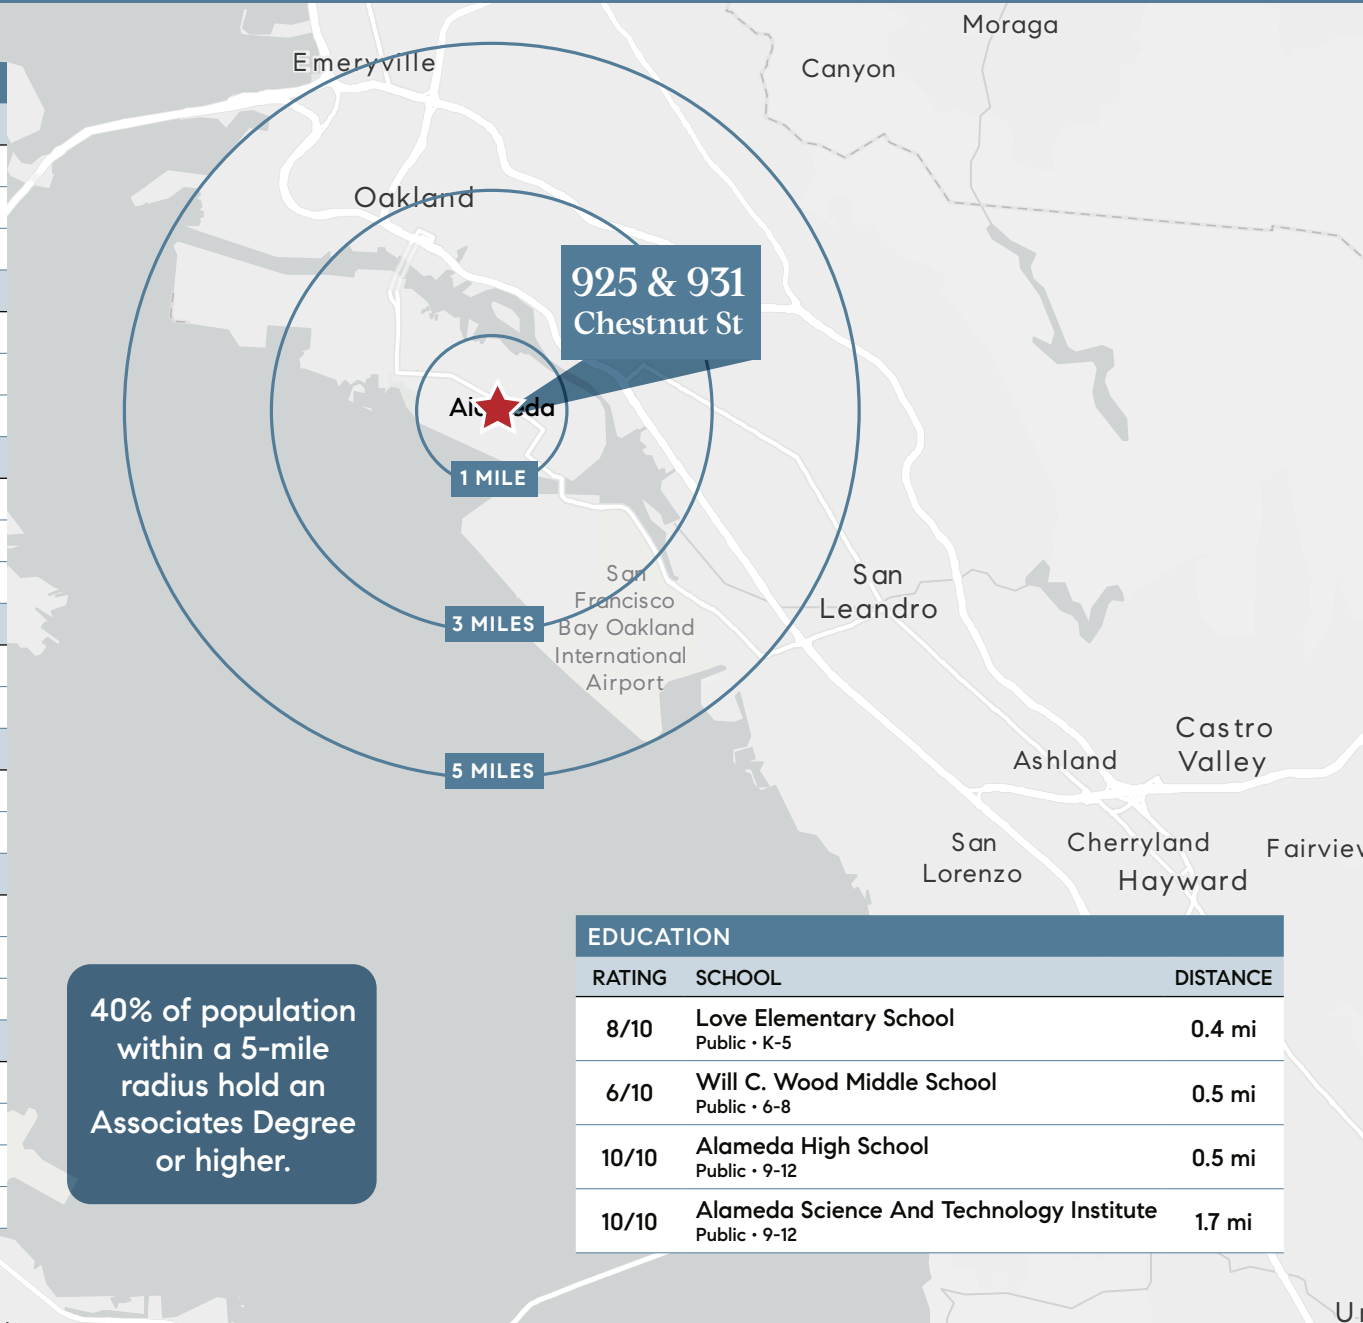 Moraga
Canyon
Emeryville
Oakland
925 & 931
Chestnut St
Alameda
1 MILE
San
Francisco
Bay Oakland
International
Airport
3 MILES
San
Leandro
5 MILES
Castro
Valley
Ashland
San
Lorenzo
Cherryland
Hayward
EDUCATION
RATING SCHOOL DISTANCE
8/10 Love Elementary School 0.4 mi
Public • K-5
6/10 Will C. Wood Middle School 0.5 mi
Public • 6-8
10/10 Alameda High School 0.5 mi
Public • 9-12
10/10 Alameda Science And Technology Institute 1.7 mi
Public • 9-12
40% of population
within a 5-mile
radius hold an
Associates Degree
or higher.